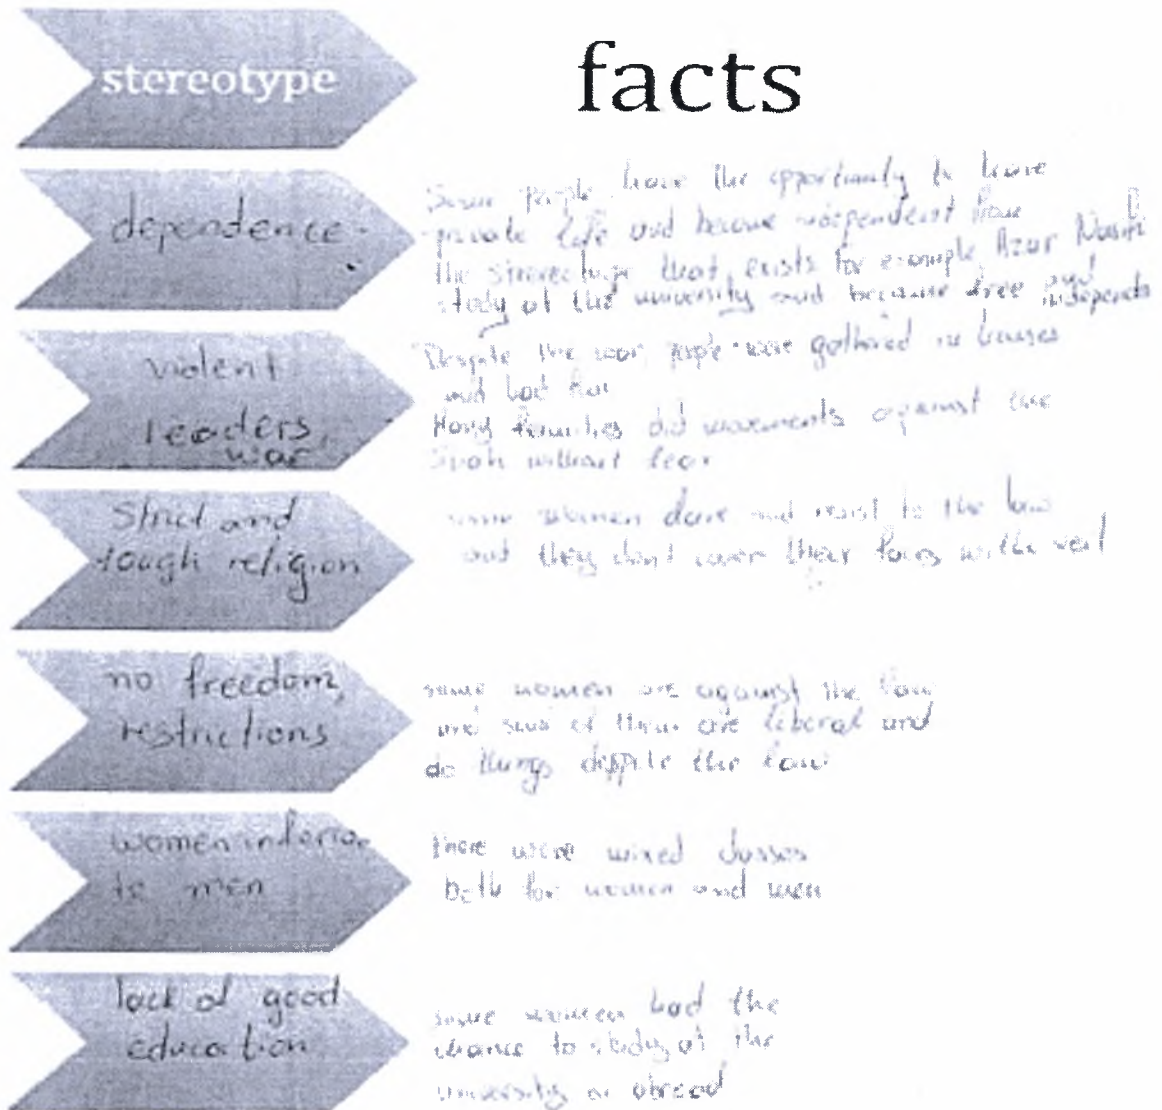 stereotype
facts
dependence
Some people have the opportunity to have
private life and become independent from
the that exists for example Azar Nafisi
study at the university and because free and
independ
violent
leaders,
war
Despite the war people were gathered in houses
and had fun
Many families did movements against the
Shah without fear
Strict and
tough religion
some women dare and resist to the law
and they don't cover their faces with veil
no freedom,
restrictions
some women are against the law
and some of them are liberal and
do things despite the law
women inferior
to men
there were mixed classes
both for women and men
lack of good
education
some women had the
chance to study at the
university or abroad